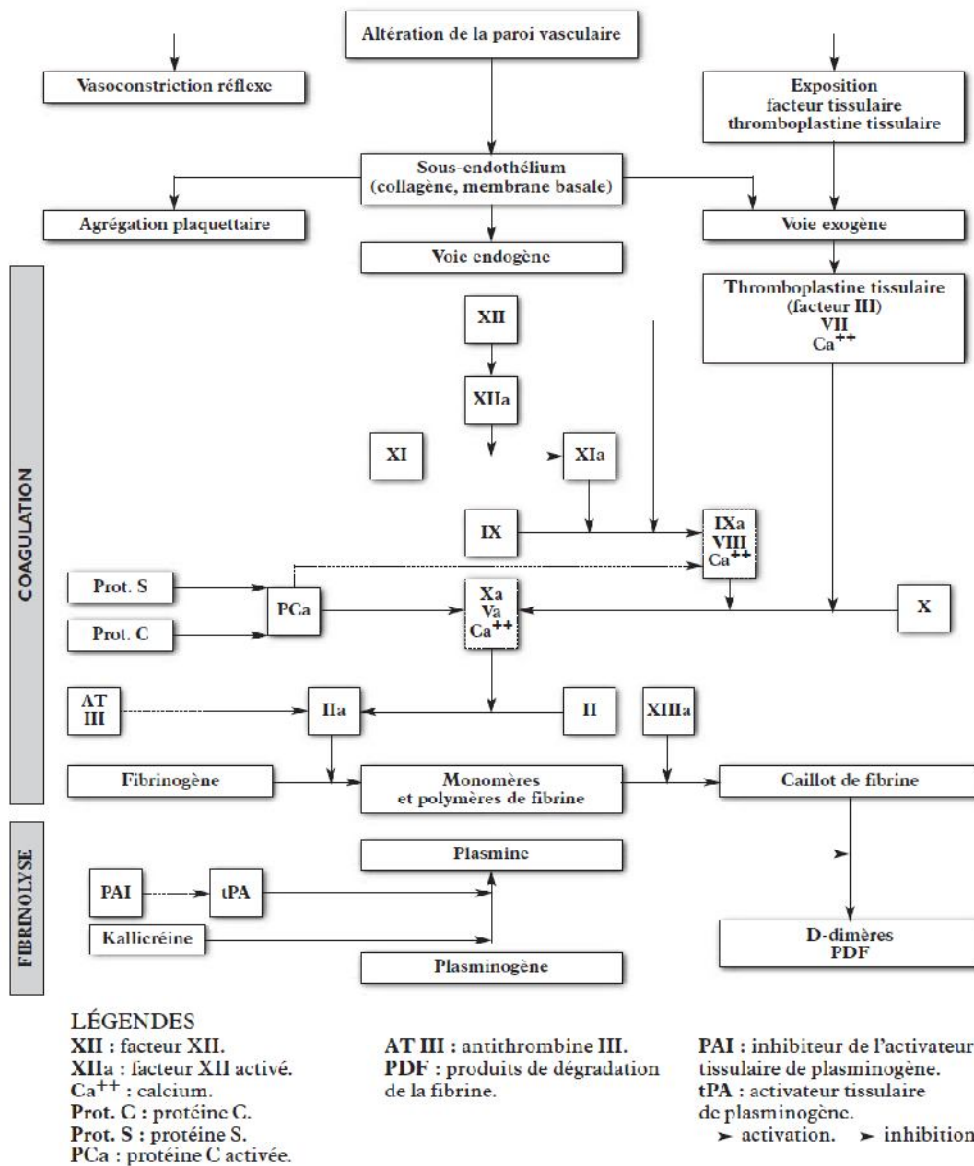 Altération de la paroi vasculaire
Vasoconstriction réflexe
Exposition
facteur tissulaire
thromboplastine tissulaire
Sous-endothélium
(collagène, membrane basale)
Agrégation plaquettaire
Voie exogène
Voie endogène
COAGULATION
Thromboplastine tissulaire
(facteur III)
VII
Ca++
XII
XIIa
XI
XIa
IX
IXa
VIII
Ca++
Prot. S
PCa
Prot. C
Xa
Va
Ca++
X
AT
III
IIa
II
XIIIa
Fibrinogène
Monomères
et polymères de fibrine
Caillot de fibrine
FIBRINOLYSE
Plasmine
PAI
tPA
Kallicréine
Plasminogène
D-dimères
PDF
LÉGENDES
XII : facteur XII.
XIIa : facteur XII activé.
Ca++ : calcium.
Prot. C : protéine C.
Prot. S : protéine S.
PCa : protéine C activée.
AT III : antithrombine III.
PDF : produits de dégradation
de la fibrine.
PAI : inhibiteur de l'activateur
tissulaire de plasminogène.
tPA : activateur tissulaire
de plasminogène.
➤ activation. ➤ inhibition